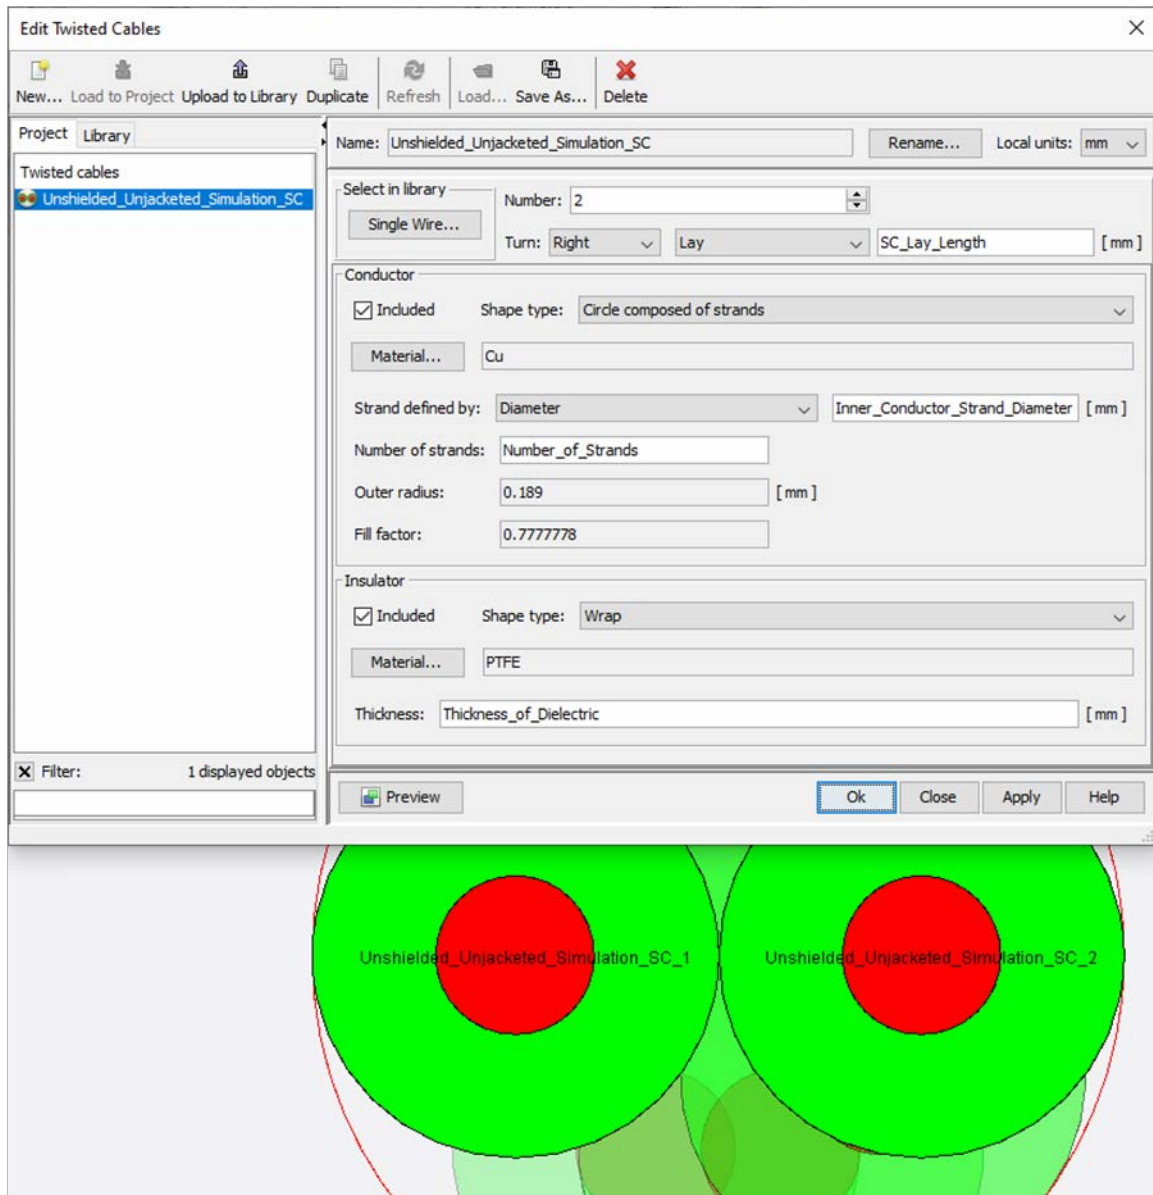 Edit Twisted Cables
New... Load to Project Upload to Library Duplicate Refresh Load... Save As... Delete
Project Library
Twisted cables
Unshielded_Unjacketed_Simulation_SC
Filter: 1 displayed objects
Name: Unshielded_Unjacketed_Simulation_SC Rename... Local units: mm
Select in library
Single Wire...
Number: 2
Turn: Right Lay SC_Lay_Length [mm]
Conductor
Included Shape type: Circle composed of strands
Material... Cu
Strand defined by: Diameter Inner_Conductor_Strand_Diameter [mm]
Number of strands: Number_of_Strands
Outer radius: 0.189 [mm]
Fill factor: 0.7777778
Insulator
Included Shape type: Wrap
Material... PTFE
Thickness: Thickness_of_Dielectric [mm]
Preview Ok Close Apply Help
Unshielded_Unjacketed_Simulation_SC_1 Unshielded_Unjacketed_Simulation_SC_2